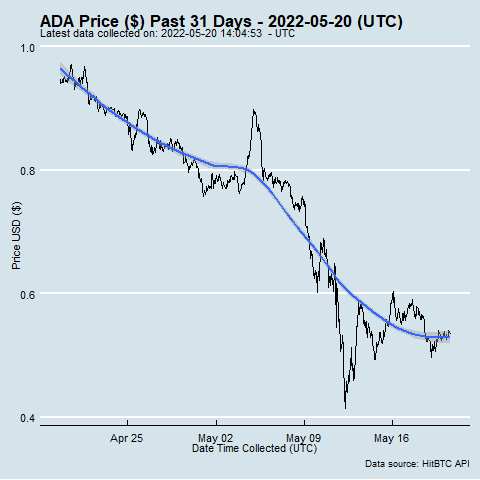 ADA Price ($) Past 31 Days - 2022-05-20 (UTC)
Latest data collected on: 2022-05-20 14:04:53 - UTC
1.0
0.8
0.6
0.4
Price USD ($)
Apr 25 May 02 May 09 May 16
Date Time Collected (UTC)
Data source: HitBTC API